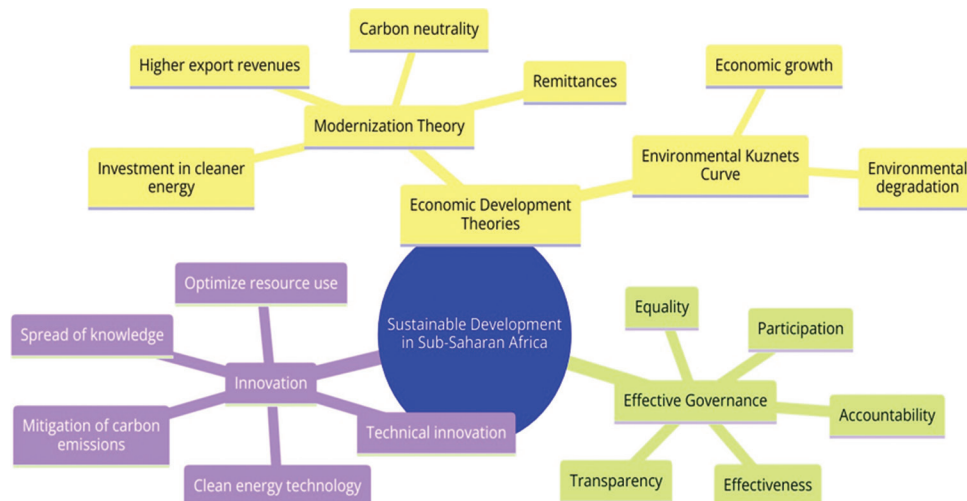 Carbon neutrality
Higher export revenues
Remittances
Modernization Theory
Investment in cleaner
energy
Economic growth
Environmental Kuznets
Curve
Environmental
degradation
Economic Development
Theories
Sustainable Development
in Sub-Saharan Africa
Optimize resource use
Spread of knowledge
Innovation
Mitigation of carbon
emissions
Technical innovation
Clean energy technology
Equality
Participation
Effective Governance
Accountability
Transparency
Effectiveness